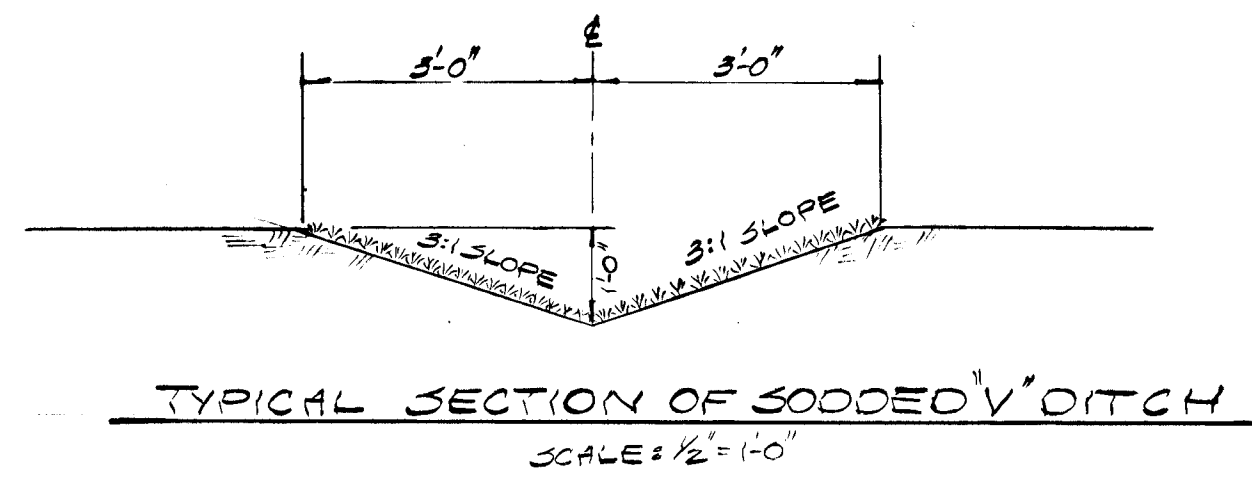 ℄
3'-0" 3'-0"
3:1 SLOPE
1'-0"
3:1 SLOPE
TYPICAL SECTION OF SODDED "V" DITCH
SCALE: 1/2" = 1'-0"